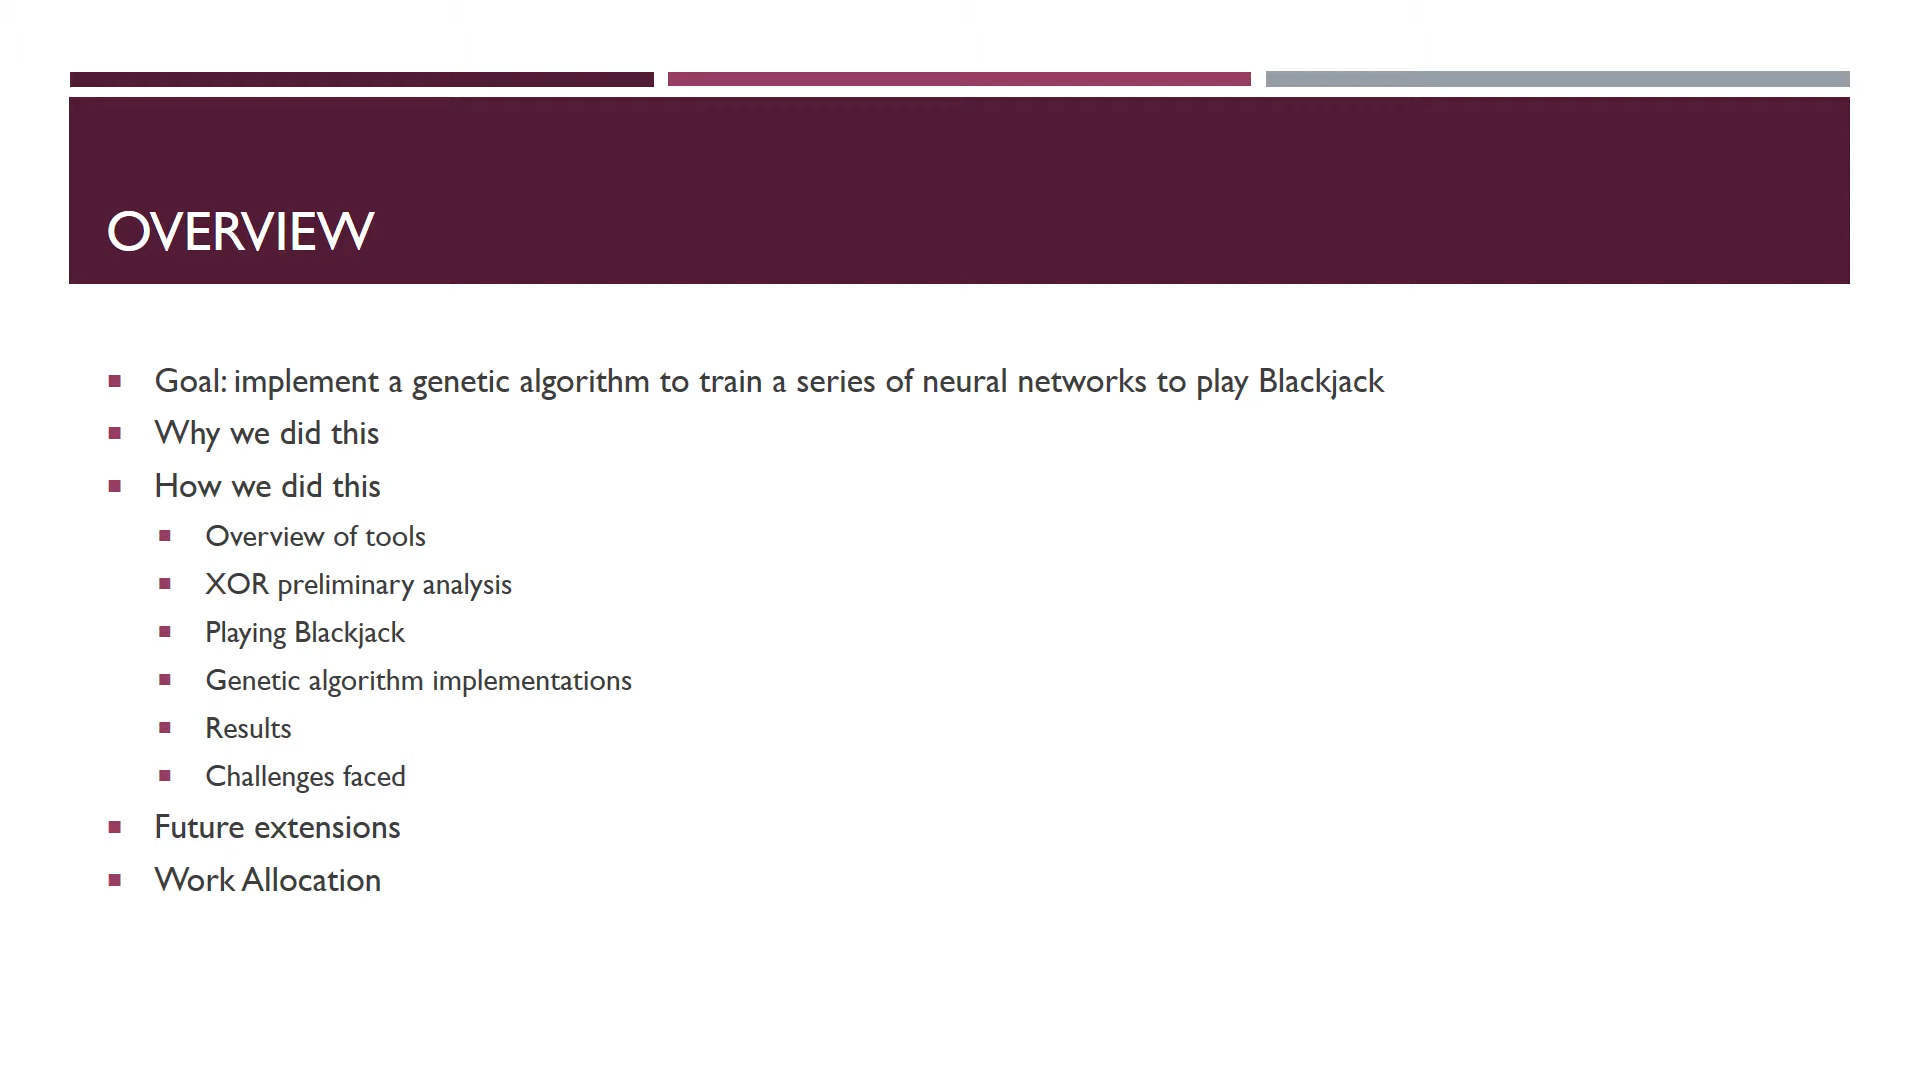 OVERVIEW
Goal: implement a genetic algorithm to train a series of neural networks to play Blackjack
Why we did this
How we did this
Overview of tools
XOR preliminary analysis
Playing Blackjack
Genetic algorithm implementations
Results
Challenges faced
Future extensions
Work Allocation